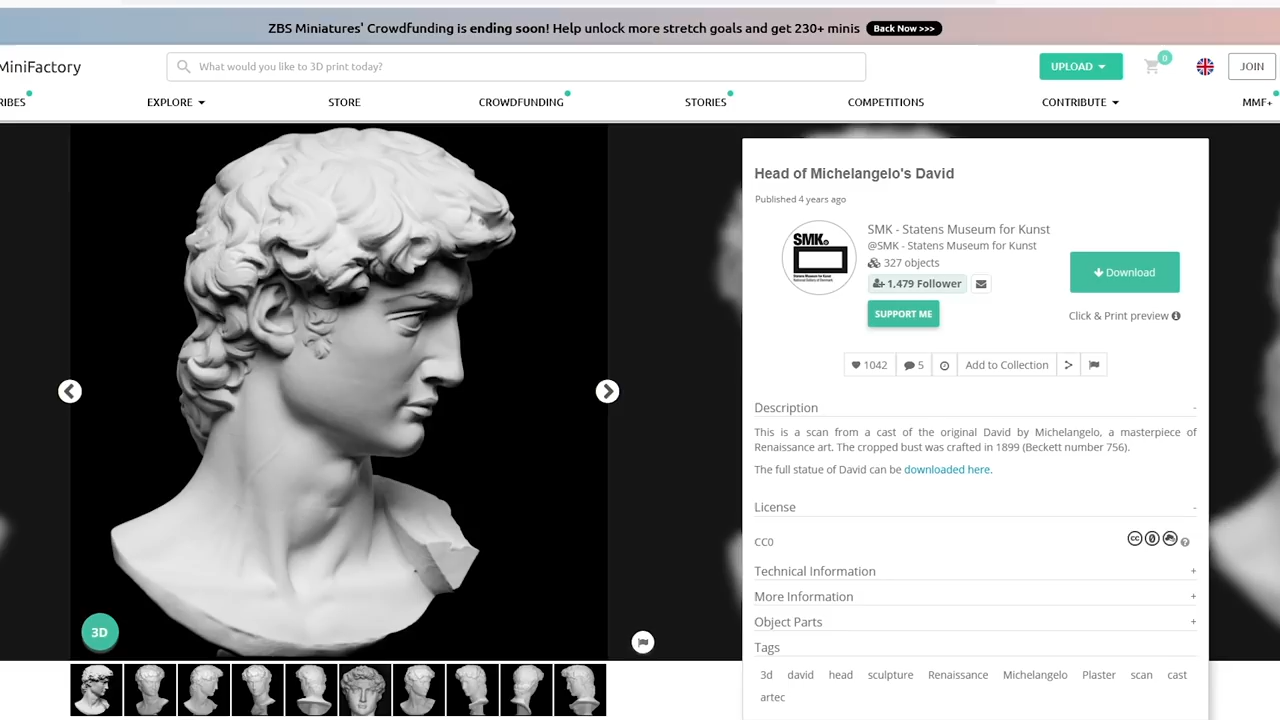 ZBS Miniatures' Crowdfunding is ending soon! Help unlock more stretch goals and get 230+ minis Back Now >>>
MiniFactory
What would you like to 3D print today?
UPLOAD
0
JOIN
RIBES
EXPLORE
STORE
CROWDFUNDING
STORIES
COMPETITIONS
CONTRIBUTE
MMF+
Head of Michelangelo's David
Published 4 years ago
SMK
SMK - Statens Museum for Kunst
@SMK - Statens Museum for Kunst
327 objects
1,479 Follower
SUPPORT ME
Download
Click & Print preview
1042
5
Add to Collection
Description -
This is a scan from a cast of the original David by Michelangelo, a masterpiece of
Renaissance art. The cropped bust was crafted in 1899 (Beckett number 756).
The full statue of David can be downloaded here.
License -
CC0
Technical Information +
More Information +
Object Parts +
Tags
3d david head sculpture Renaissance Michelangelo Plaster scan cast
artec
3D